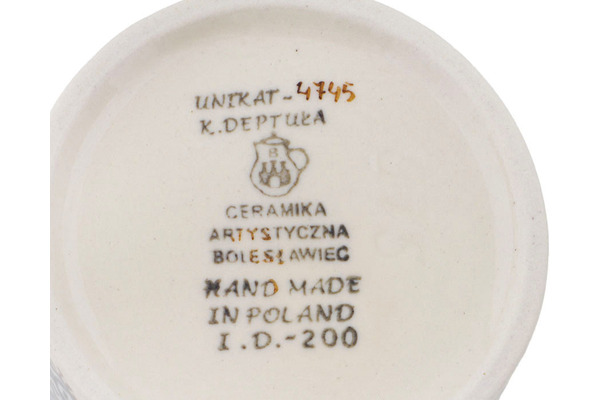 UNIKAT-4745
K.DEPTUŁA
B
CERAMIKA
ARTYSTYCZNA
BOLESŁAWIEC
HAND MADE
IN POLAND
I.D.-200